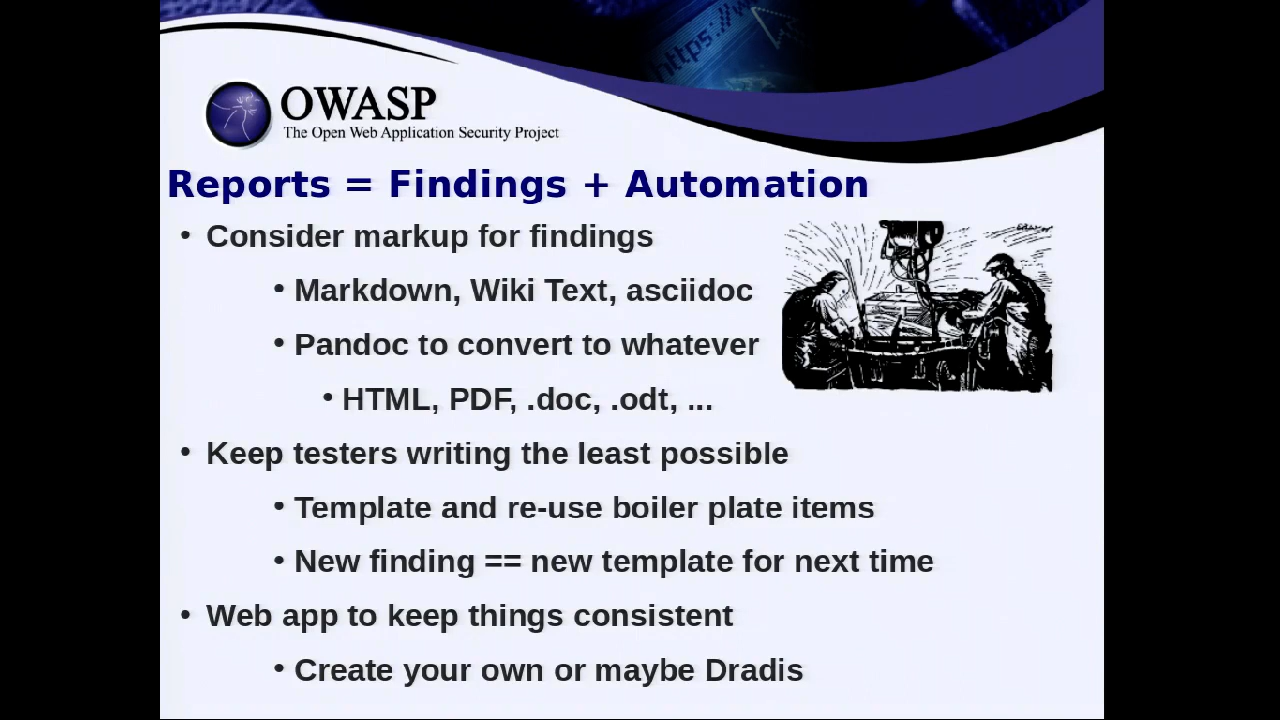 https://w
OWASP
The Open Web Application Security Project
Reports = Findings + Automation
• Consider markup for findings
• Markdown, Wiki Text, asciidoc
• Pandoc to convert to whatever
• HTML, PDF, .doc, .odt, ...
• Keep testers writing the least possible
• Template and re-use boiler plate items
• New finding == new template for next time
• Web app to keep things consistent
• Create your own or maybe Dradis